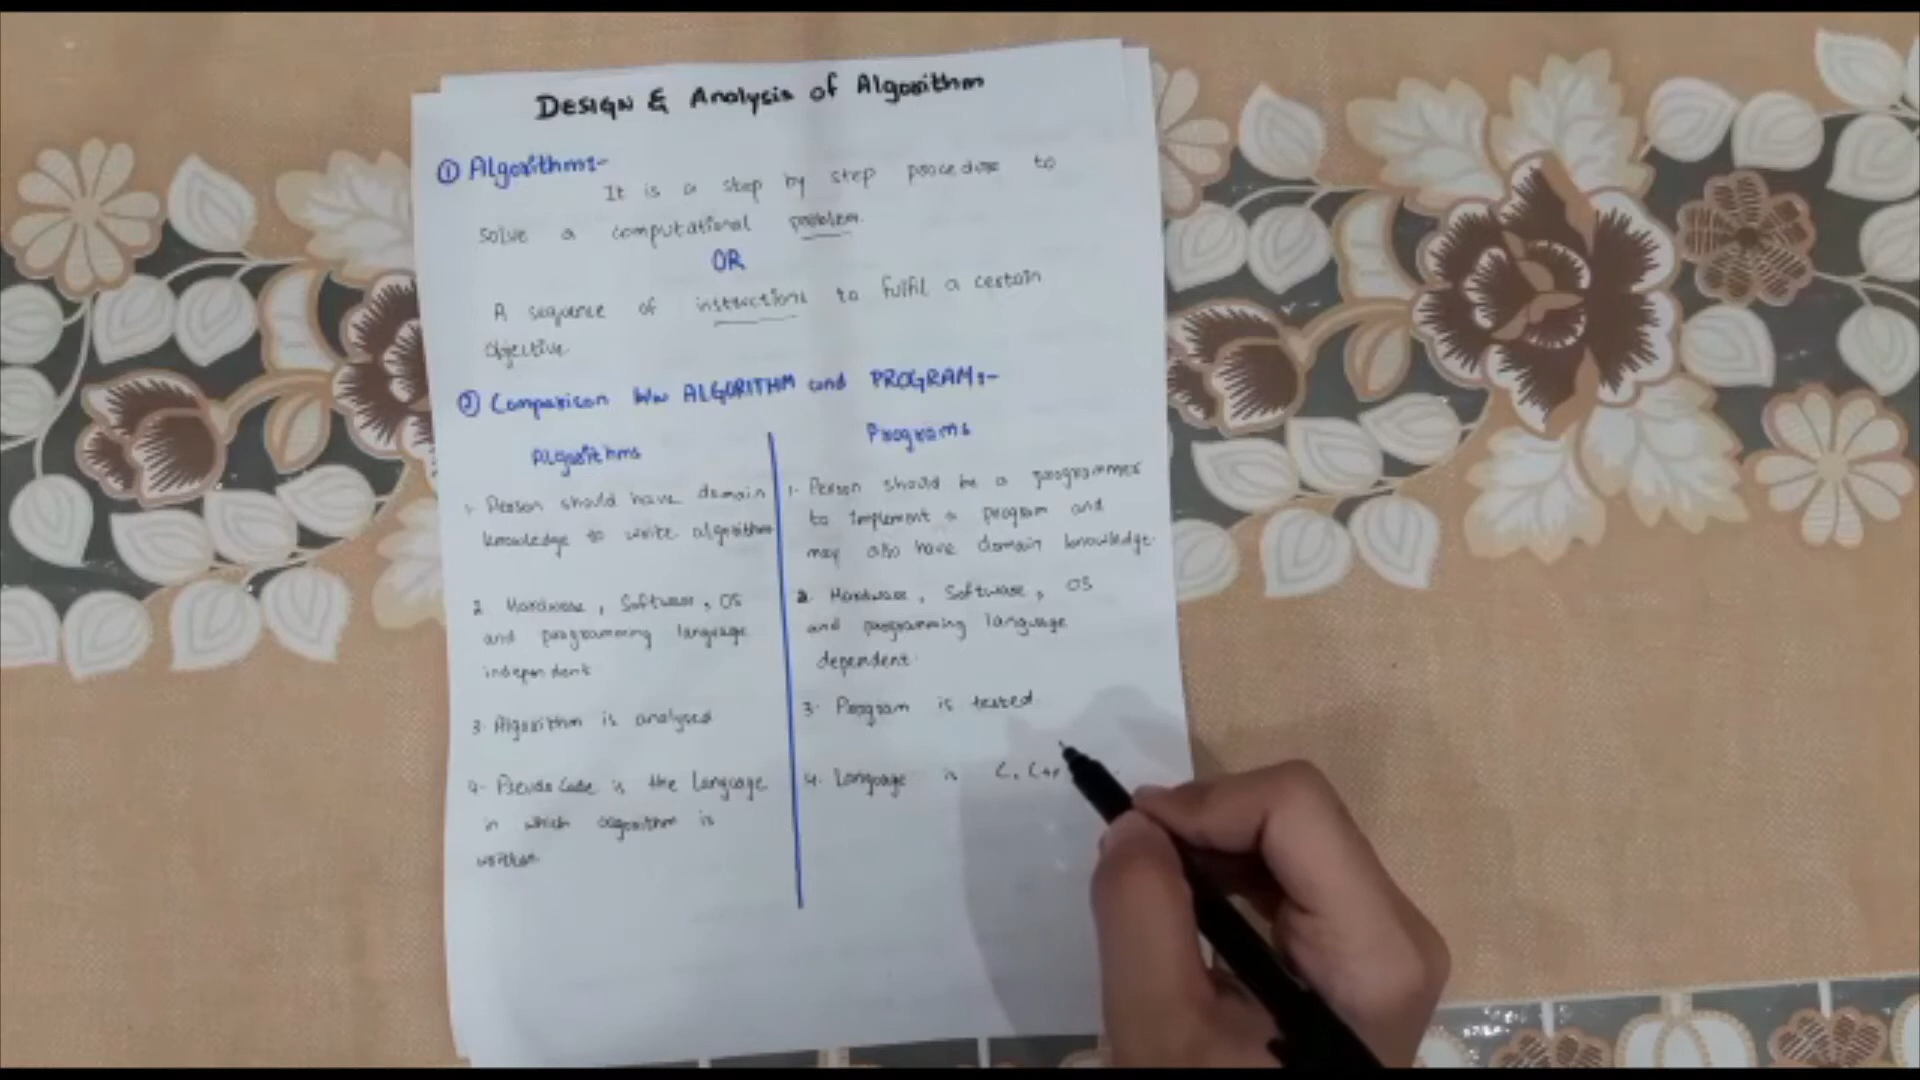 DESIGN & Analysis of Algorithm
① Algorithms:-
It is a step by step procedure to
solve a computational problem.
OR
A sequence of instructions to fulfil a certain
objective.
② Comparison b/w ALGORITHM and PROGRAM:-
Algorithms
1. Person should have domain
knowledge to write algorithm
2. Hardware, Software, OS
and programming language
independent
3. Algorithm is analysed
4. Pseudo Code is the language
in which algorithm is
written.
Programs
1. Person should be a programmer
to implement a program and
may also have domain knowledge.
2. Hardware, Software, OS
and programming language
dependent.
3. Program is tested.
4. Language is C, C++